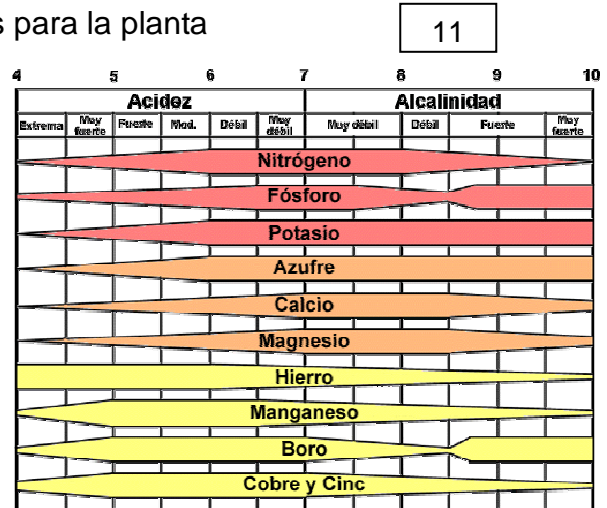 s para la planta
11
4 5 6 7 8 9 10
Acidez Alcalinidad
Extrema Muy fuerte Fuerte Mod. Débil Muy débil Muy débil Débil Fuerte Muy fuerte
Nitrógeno
Fósforo
Potasio
Azufre
Calcio
Magnesio
Hierro
Manganeso
Boro
Cobre y Cinc